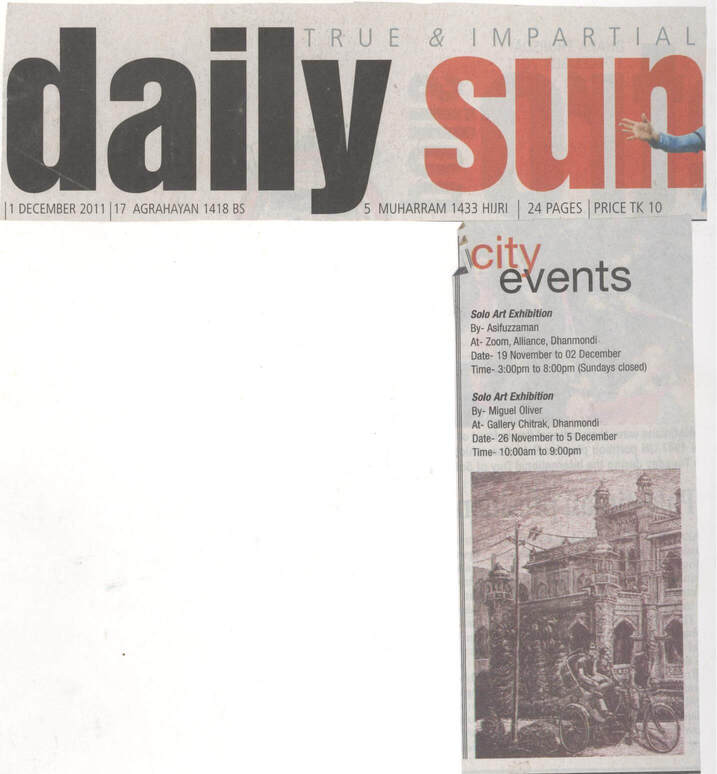 TRUE & IMPARTIAL
daily sun
1 DECEMBER 2011 | 17 AGRAHAYAN 1418 BS 5 MUHARRAM 1433 HIJRI | 24 PAGES | PRICE TK 10
city
events
Solo Art Exhibition
By- Asifuzzaman
At- Zoom, Alliance, Dhanmondi
Date- 19 November to 02 December
Time- 3:00pm to 8:00pm (Sundays closed)
Solo Art Exhibition
By- Miguel Oliver
At- Gallery Chitrak, Dhanmondi
Date- 26 November to 5 December
Time- 10:00am to 9:00pm